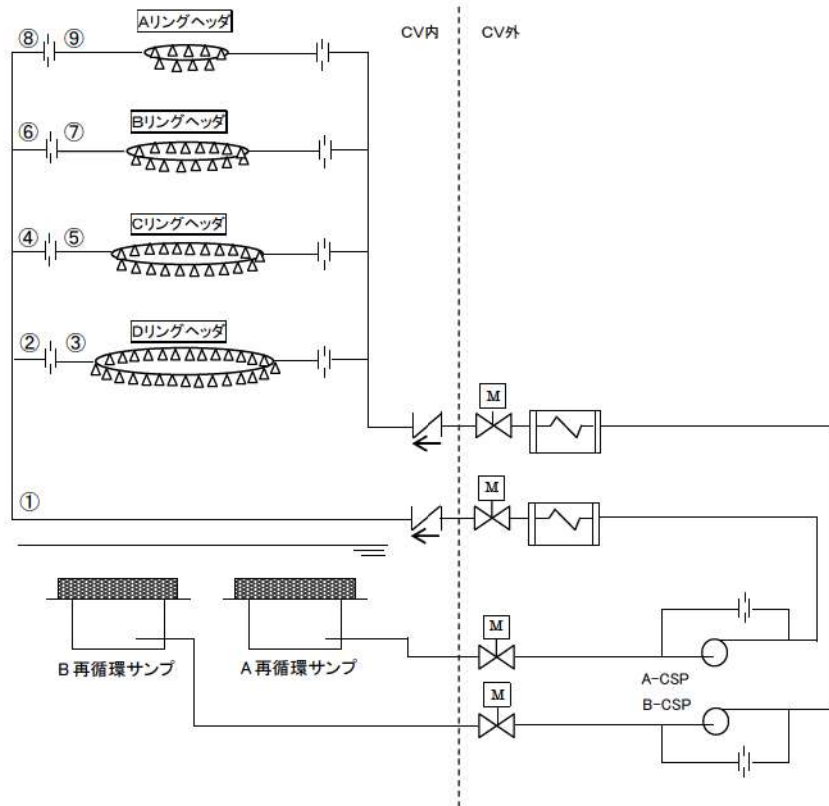 Aリングヘッダ
CV内
CV外
⑧ ⑨
Bリングヘッダ
⑥ ⑦
Cリングヘッダ
④ ⑤
Dリングヘッダ
② ③
M
M
①
B再循環サンプ
A再循環サンプ
M
A-CSP
M
B-CSP